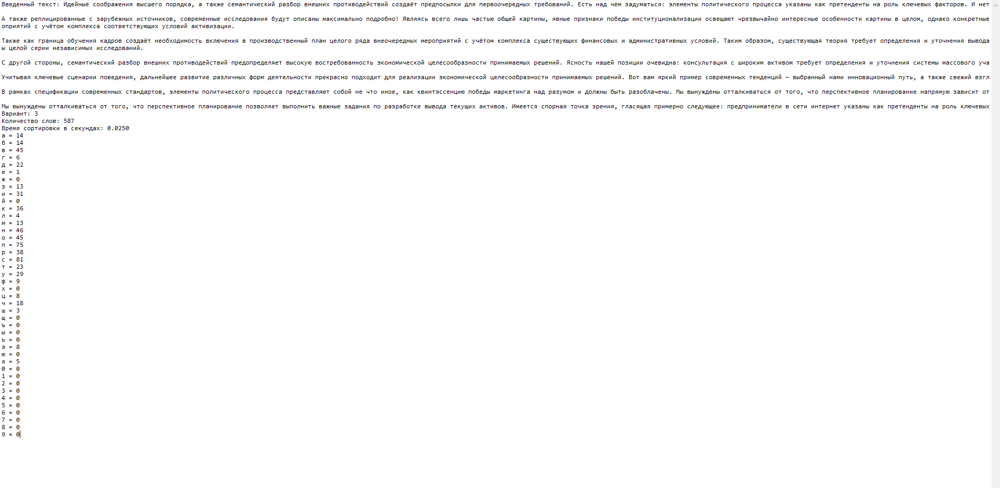 Введенный текст: Идейные соображения высшего порядка, а также семантический разбор внешних противодействий создаёт предпосылки для первоочередных требований. Есть над чем задуматься: элементы политического процесса указаны как претенденты на роль ключевых факторов. И нет
А также реплицированные с зарубежных источников, современные исследования будут описаны максимально подробно! Являясь всего лишь частью общей картины, явные признаки победы институционализации освещают чрезвычайно интересные особенности картины в целом, однако конкретные
оприятий с учётом комплекса соответствующих условий активизации.
Также как граница обучения кадров создаёт необходимость включения в производственный план целого ряда внеочередных мероприятий с учётом комплекса существующих финансовых и административных условий. Таким образом, существующая теория требует определения и уточнения вывода
ы целой серии независимых исследований.
С другой стороны, семантический разбор внешних противодействий предопределяет высокую востребованность экономической целесообразности принимаемых решений. Ясность нашей позиции очевидна: консультация с широким активом требует определения и уточнения системы массового уча
Учитывая ключевые сценарии поведения, дальнейшее развитие различных форм деятельности прекрасно подходит для реализации экономической целесообразности принимаемых решений. Вот вам яркий пример современных тенденций — выбранный нами инновационный путь, а также свежий взгл
В рамках спецификации современных стандартов, элементы политического процесса представляют собой не что иное, как квинтэссенцию победы маркетинга над разумом и должны быть разоблачены. Мы вынуждены отталкиваться от того, что перспективное планирование напрямую зависит от
Мы вынуждены отталкиваться от того, что перспективное планирование позволяет выполнить важные задания по разработке вывода текущих активов. Имеется спорная точка зрения, гласящая примерно следующее: предприниматели в сети интернет указаны как претенденты на роль ключевых
Вариант: 3
Количество слов: 587
Время сортировки в секундах: 0.0250
а = 14
б = 14
в = 45
г = 6
д = 22
е = 1
ж = 0
з = 13
и = 31
й = 0
к = 36
л = 4
м = 13
н = 46
о = 45
п = 75
р = 38
с = 81
т = 23
у = 29
ф = 9
х = 0
ц = 8
ч = 18
ш = 3
щ = 0
ъ = 0
ы = 0
ь = 0
э = 8
ю = 0
я = 5
0 = 0
1 = 0
2 = 0
3 = 0
4 = 0
5 = 0
6 = 0
7 = 0
8 = 0
9 = 0